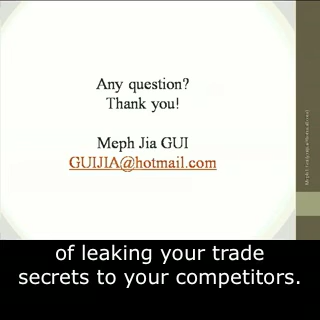 Any question?
Thank you!
Meph Jia GUI
GUIJIA@hotmail.com
of leaking your trade
secrets to your competitors.